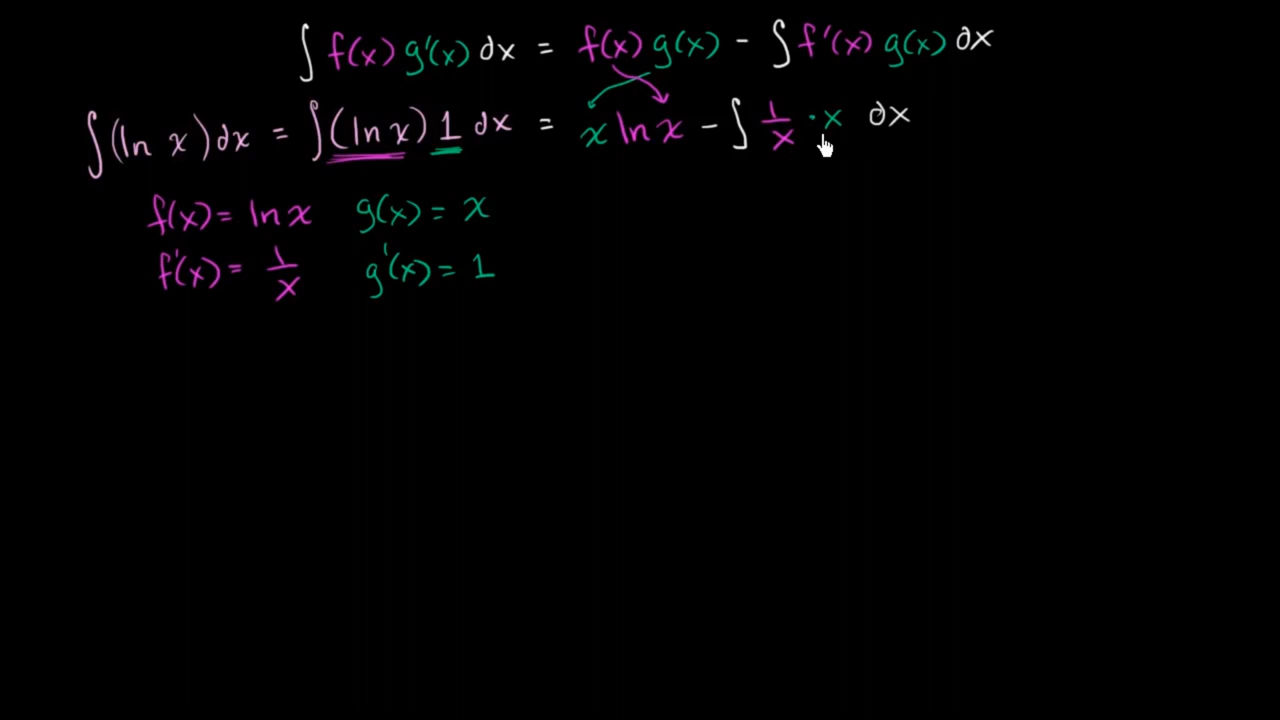 ∫ f(x) g'(x) dx = f(x) g(x) - ∫ f'(x) g(x) dx
∫(ln x) dx = ∫(ln x) 1 dx = x ln x - ∫ 1/x · x dx
f(x) = ln x g(x) = x
f'(x) = 1/x g'(x) = 1